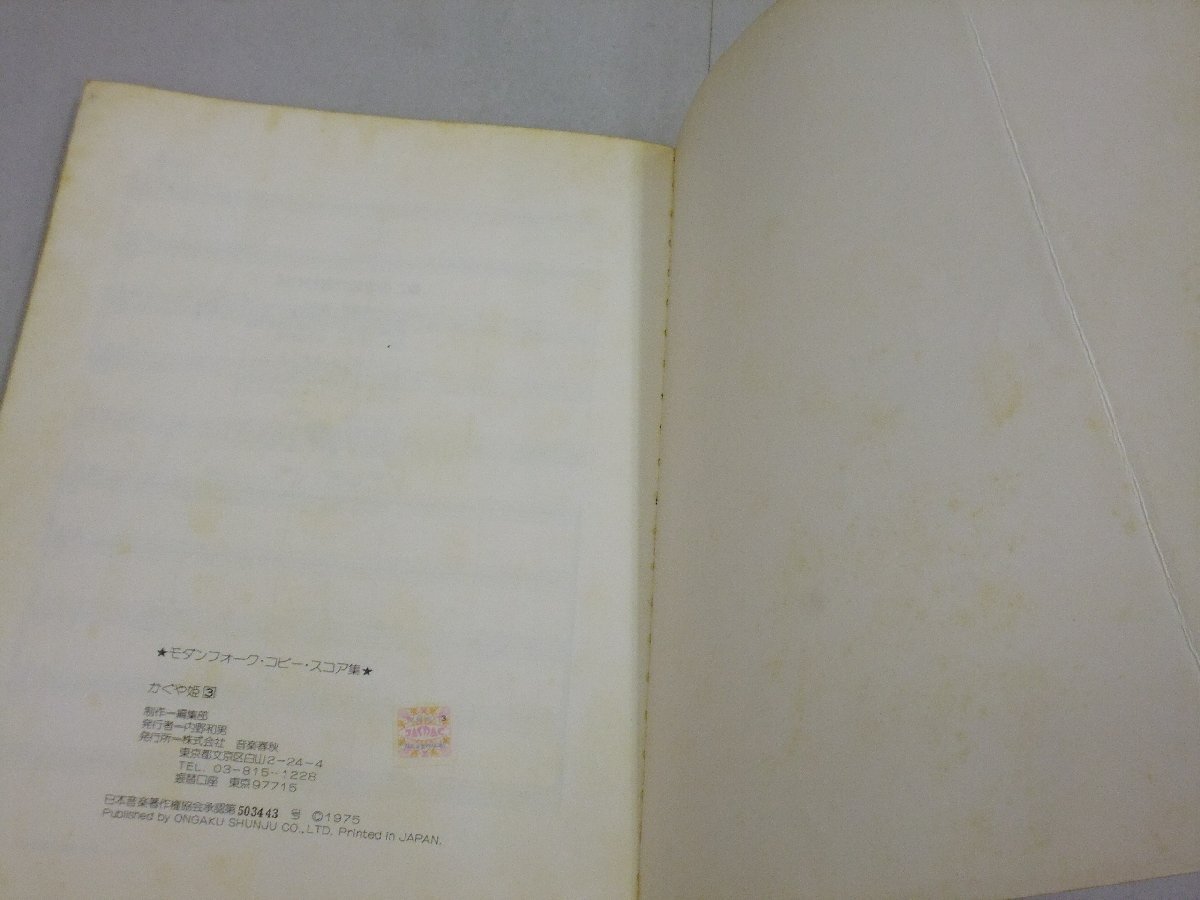 ★モダンフォーク・コピー・スコア集★
かぐや姫3
制作ー編集部
発行者ー内野和男
発行所ー株式会社 音楽春秋
東京都文京区白山2-24-4
TEL. 03-815-1228
振替口座 東京97715
日本音楽著作権協会承認第503443号 ©1975
Published by ONGAKU SHUNJU CO., LTD. Printed in JAPAN.
3
JASRAC